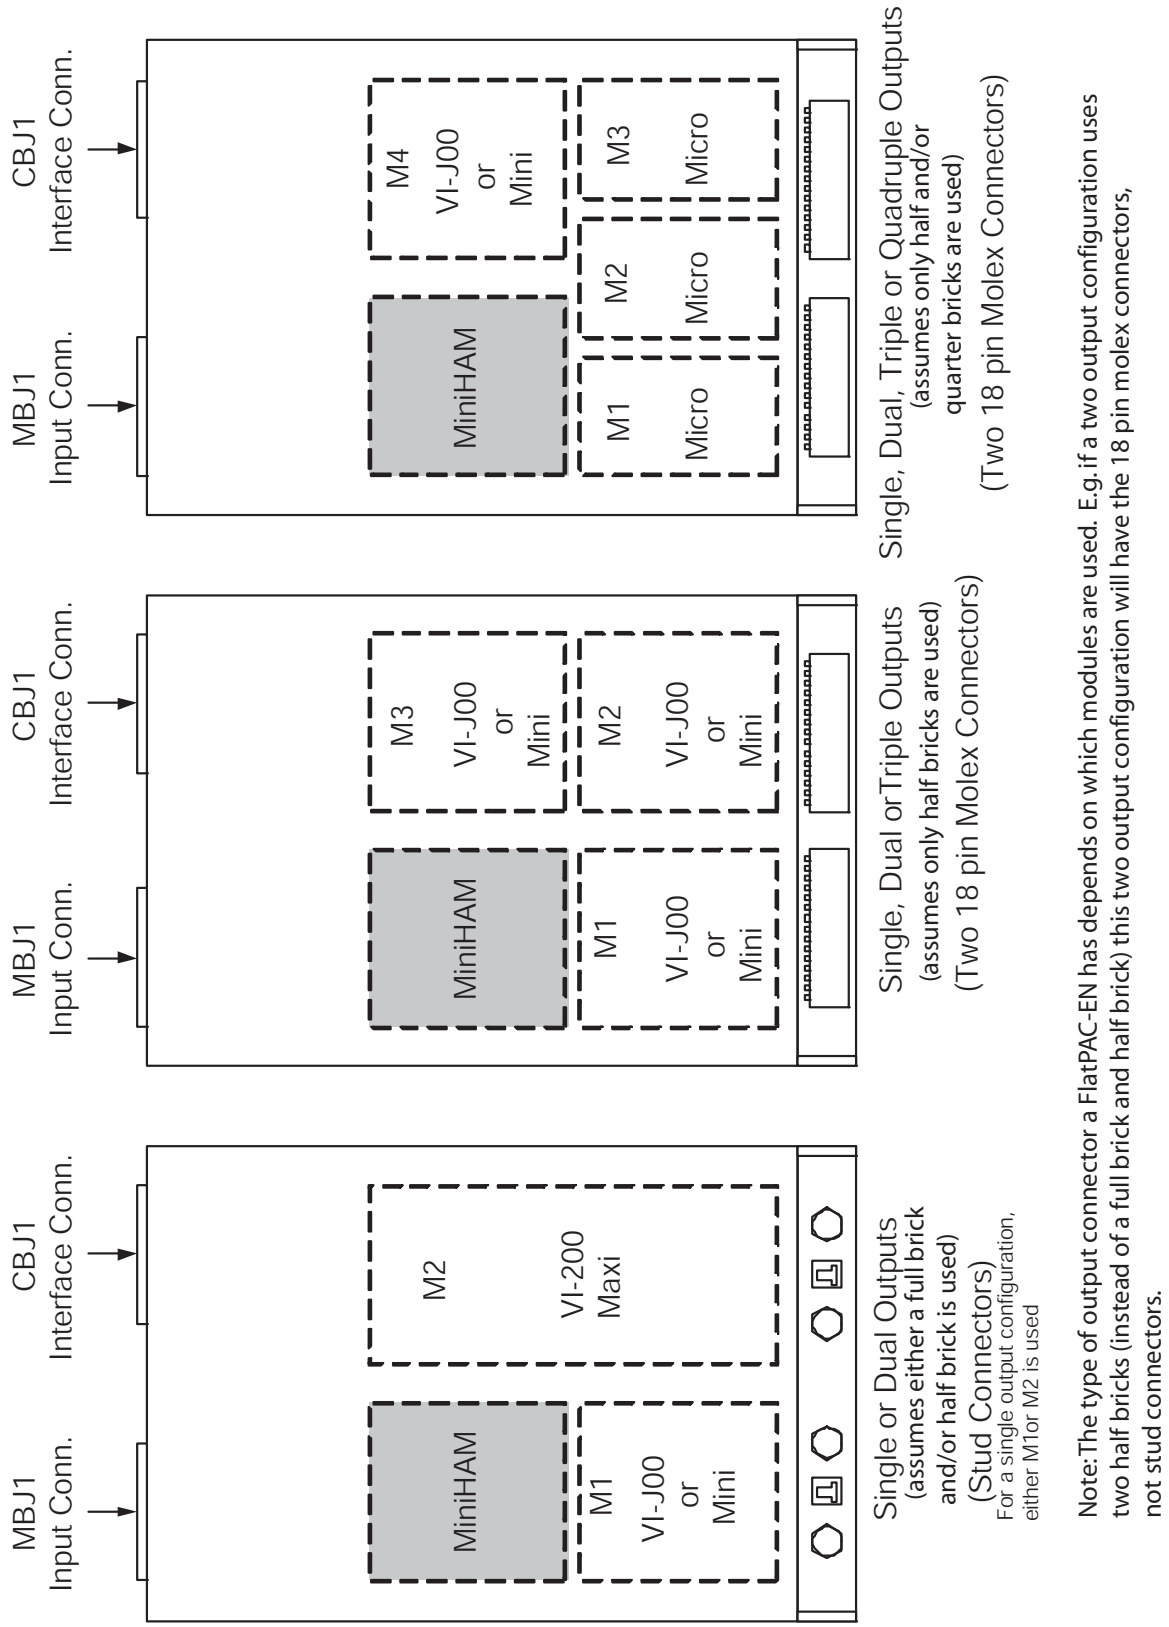 MBJ1
Input Conn.
CBJ1
Interface Conn.
MiniHAM
M1
VI-J00
or
Mini
M2
VI-200
Maxi
Single or Dual Outputs
(assumes either a full brick
and/or half brick is used)
(Stud Connectors)
For a single output configuration,
either M1or M2 is used
MBJ1
Input Conn.
CBJ1
Interface Conn.
MiniHAM
M3
VI-J00
or
Mini
M1
VI-J00
or
Mini
M2
VI-J00
or
Mini
Single, Dual orTriple Outputs
(assumes only half bricks are used)
(Two 18 pin Molex Connectors)
MBJ1
Input Conn.
CBJ1
Interface Conn.
MiniHAM
M4
VI-J00
or
Mini
M1
Micro
M2
Micro
M3
Micro
Single, Dual, Triple or Quadruple Outputs
(assumes only half and/or
quarter bricks are used)
(Two 18 pin Molex Connectors)
Note:The type of output connector a FlatPAC-EN has depends on which modules are used. E.g.if a two output configuration uses
two half bricks (instead of a full brick and half brick) this two output configuration will have the 18 pin molex connectors,
not stud connectors.